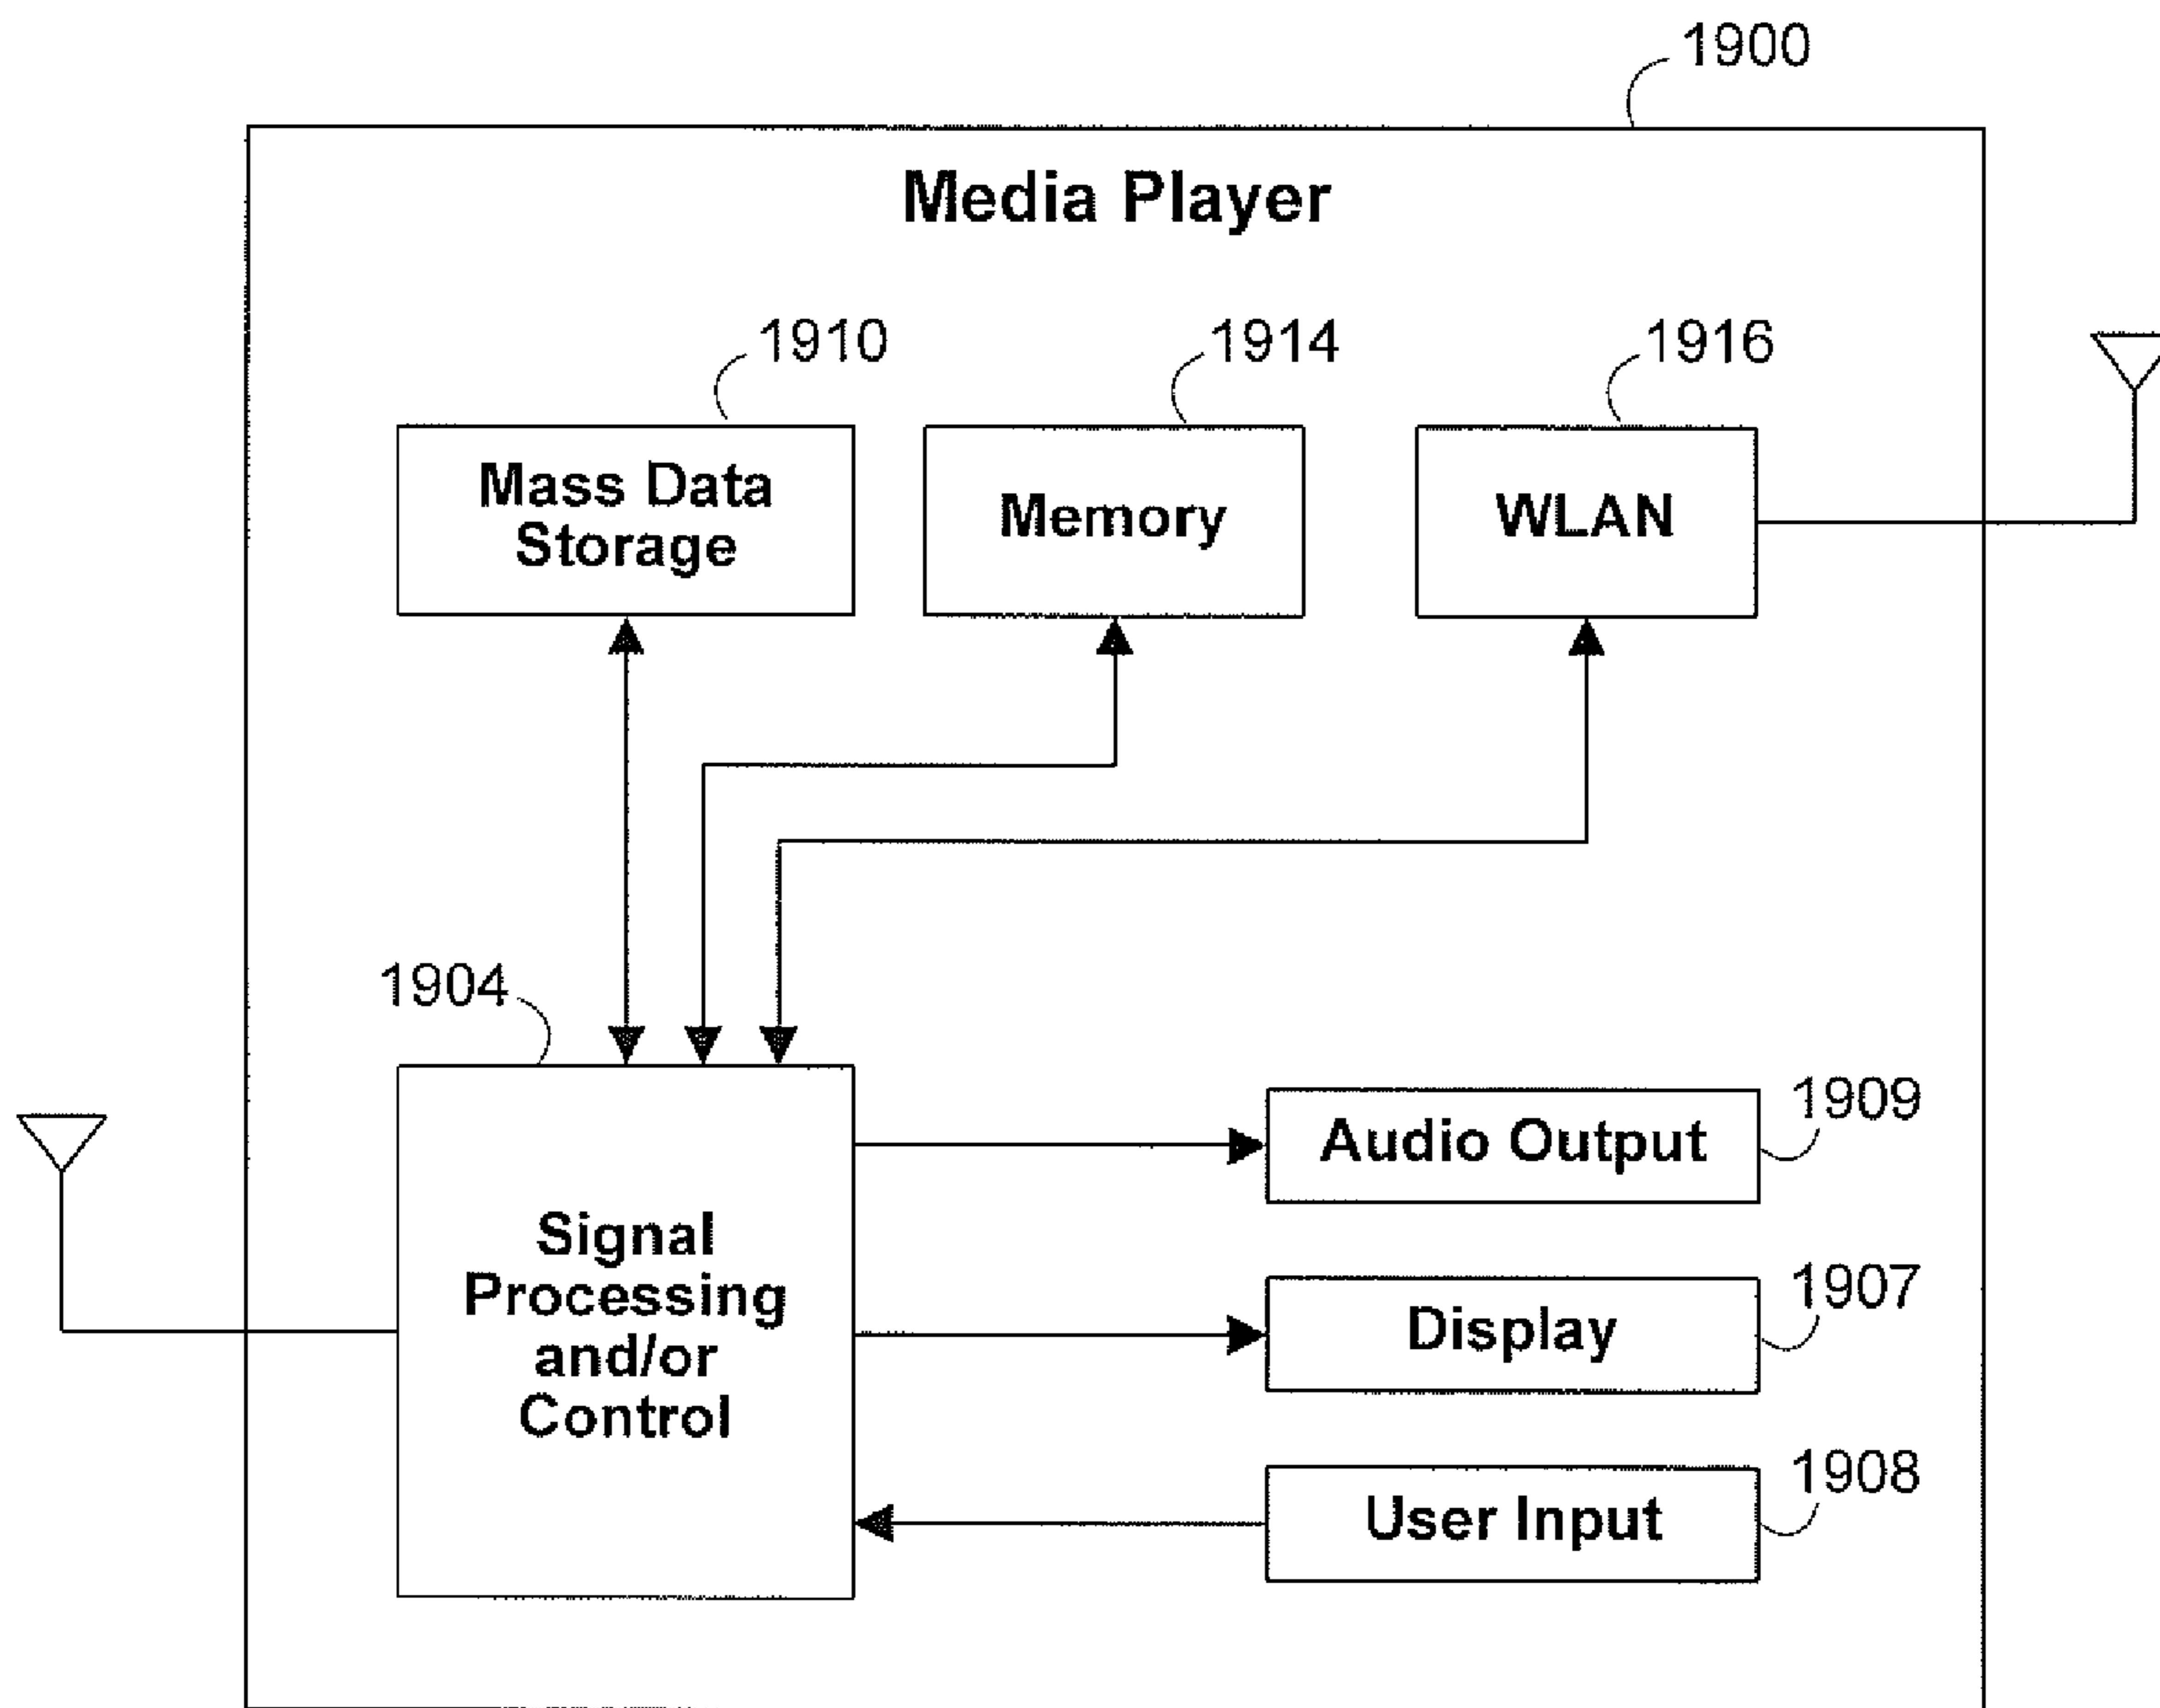 1900
Media Player
1910
1914
1916
Mass Data
Storage
Memory
WLAN
1904
Signal
Processing
and/or
Control
Audio Output
1909
Display
1907
User Input
1908